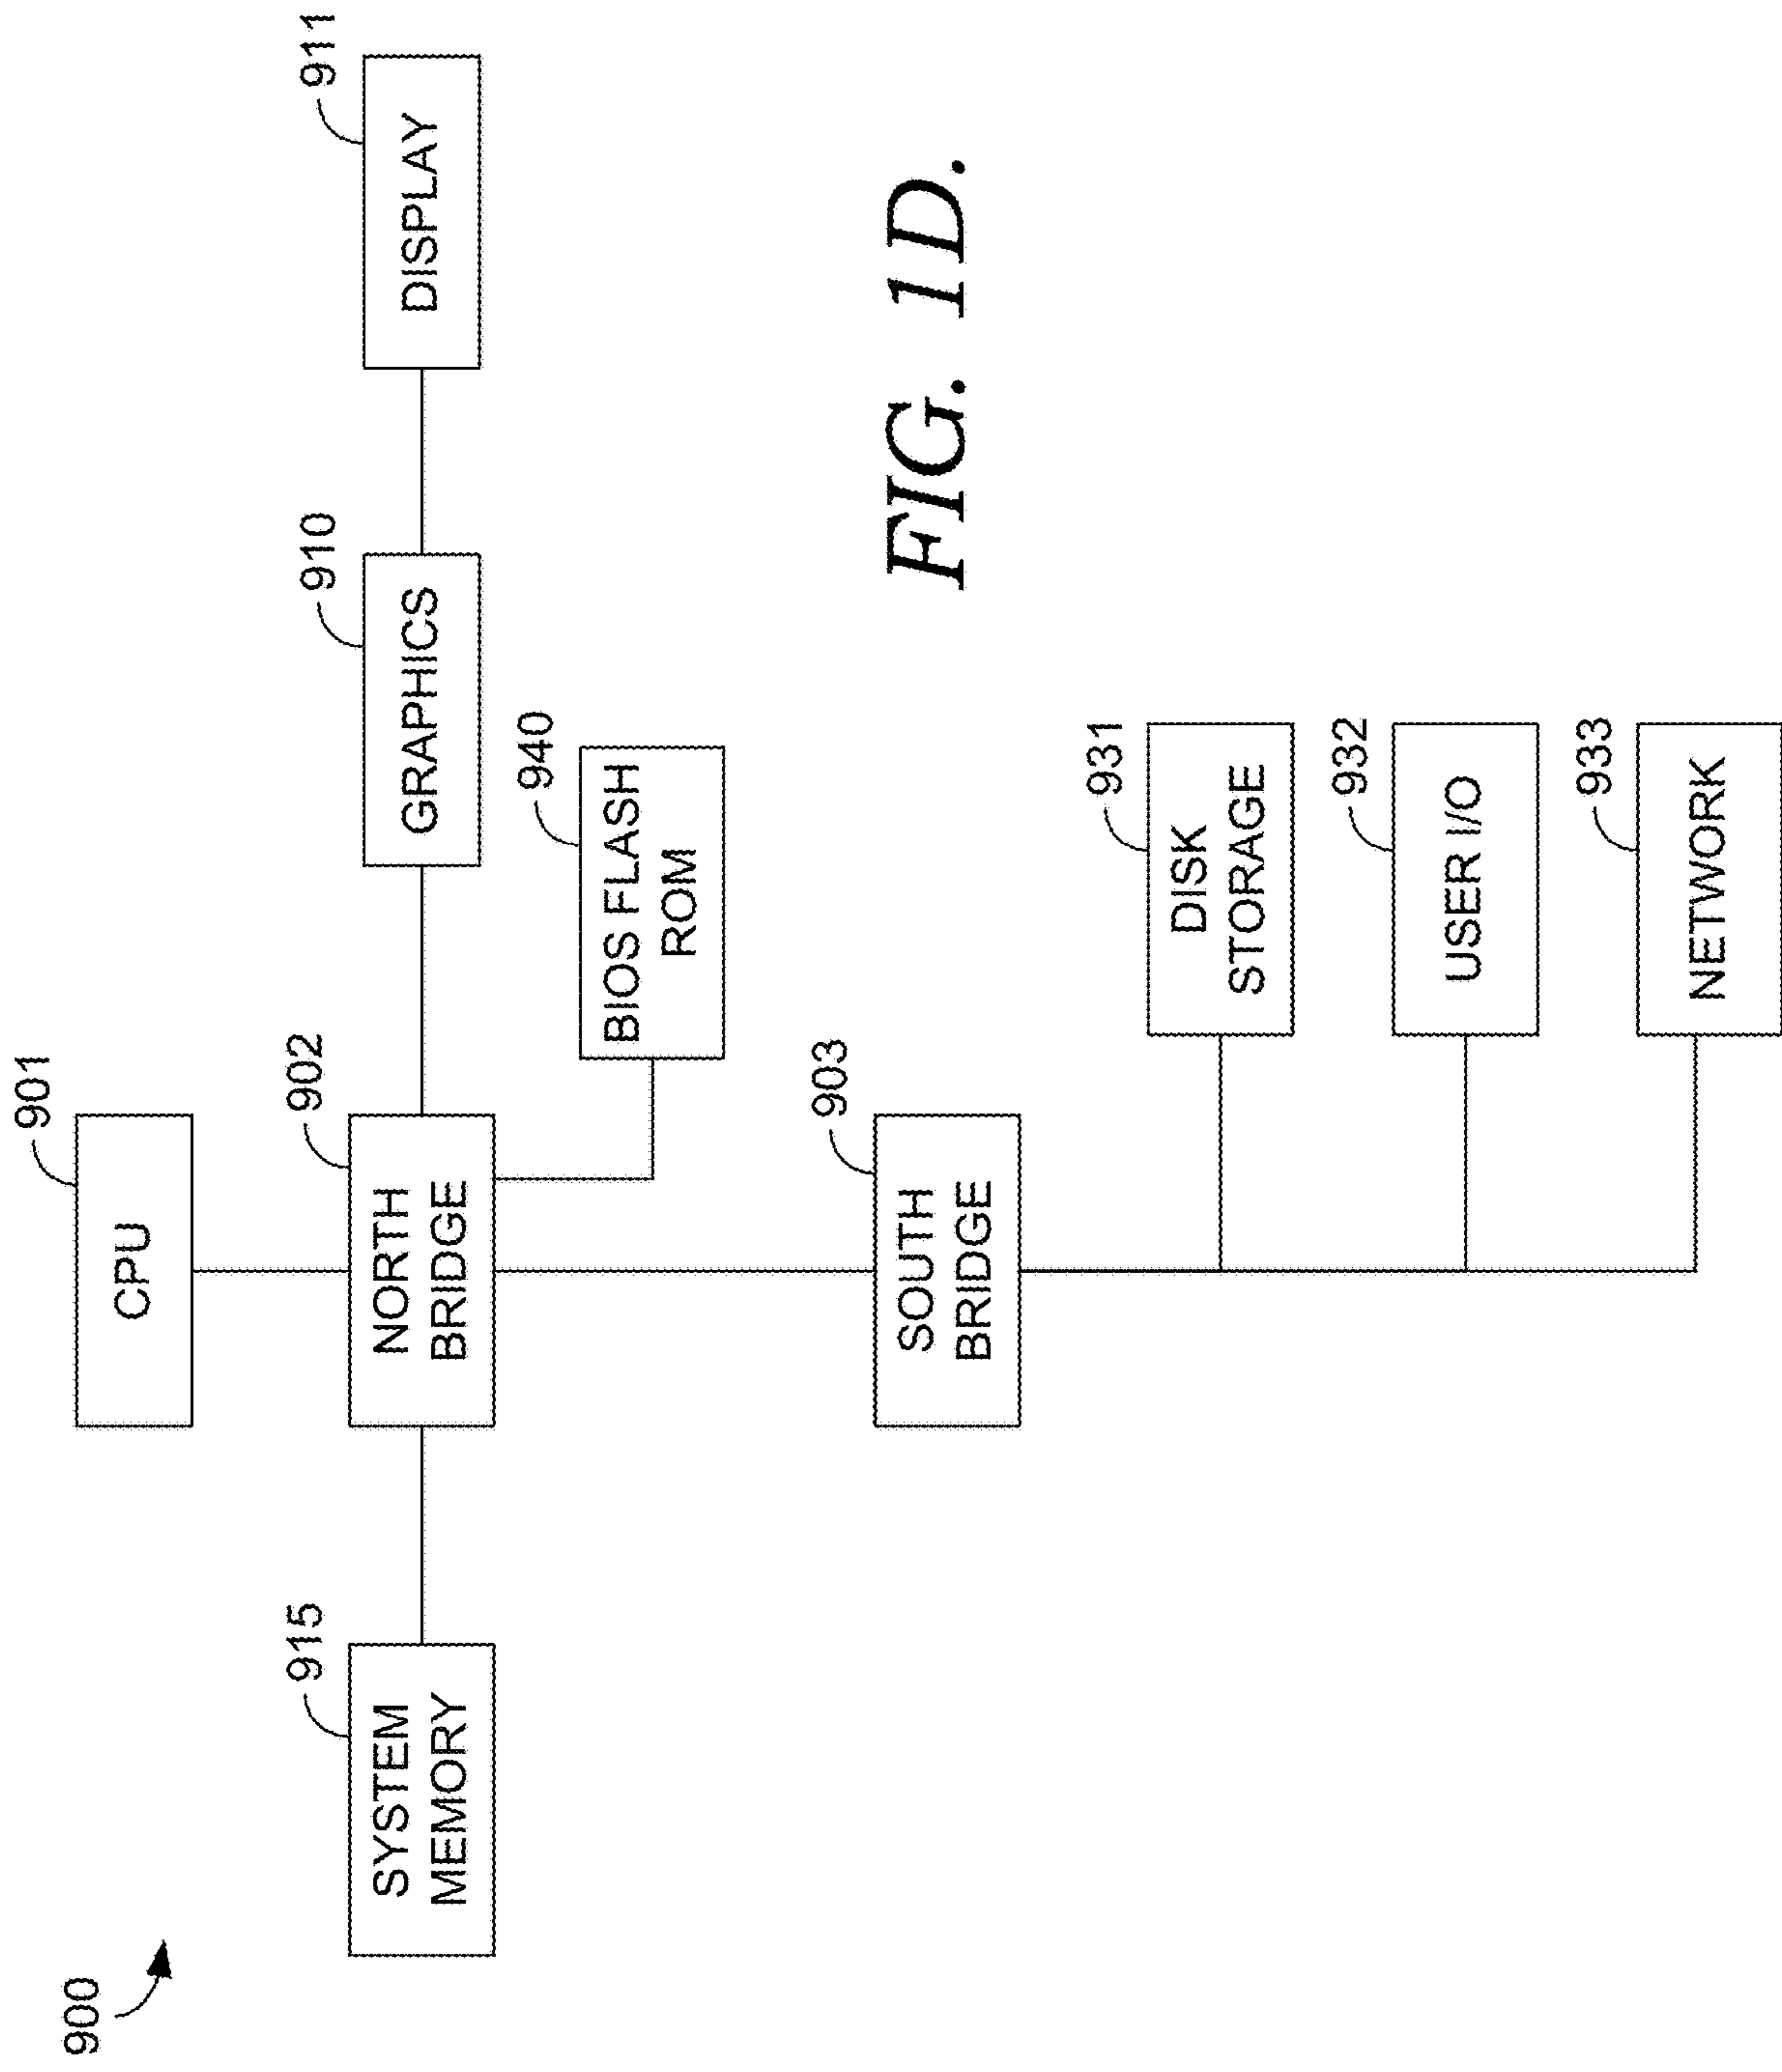 900
901
CPU
915
SYSTEM
MEMORY
902
NORTH
BRIDGE
910
GRAPHICS
911
DISPLAY
940
BIOS FLASH
ROM
903
SOUTH
BRIDGE
931
DISK
STORAGE
932
USER I/O
933
NETWORK
FIG. 1D.